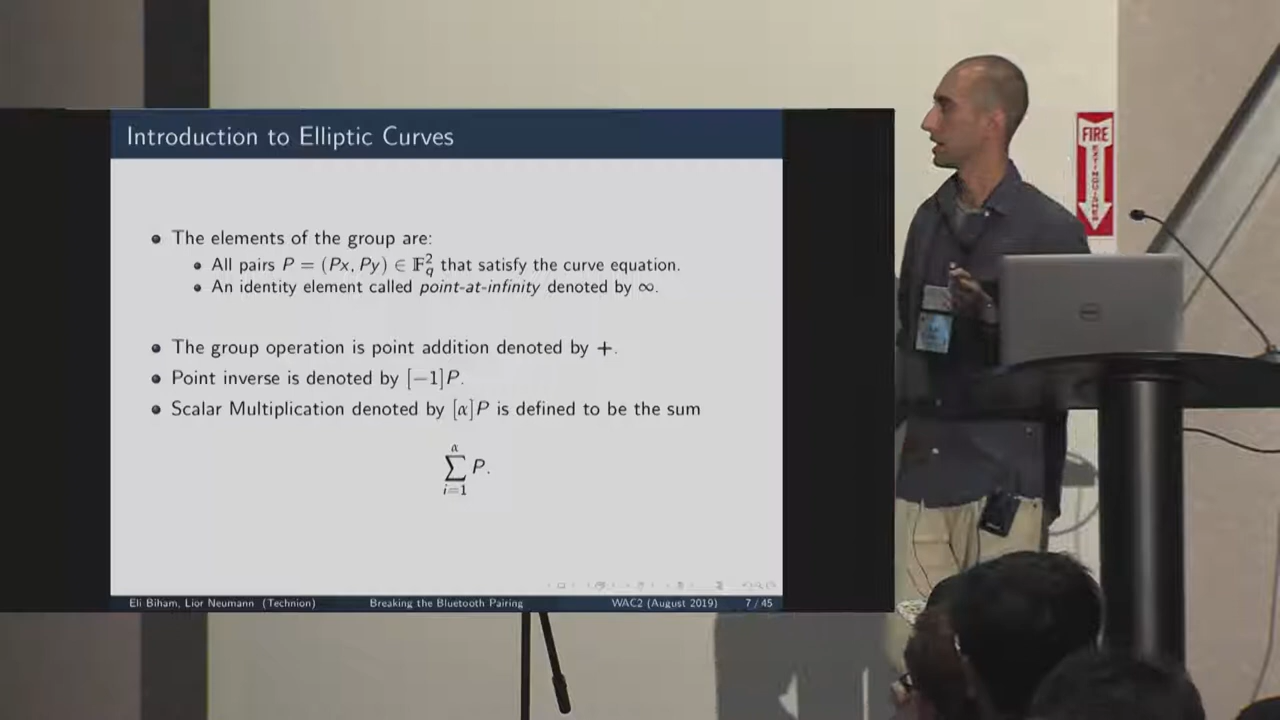 Introduction to Elliptic Curves
• The elements of the group are:
• All pairs P = (Px, Py) ∈ 𝔽²_q that satisfy the curve equation.
• An identity element called point-at-infinity denoted by ∞.
• The group operation is point addition denoted by +.
• Point inverse is denoted by [−1]P.
• Scalar Multiplication denoted by [α]P is defined to be the sum
α
∑ P.
i=1
Eli Biham, Lior Neumann (Technion) Breaking the Bluetooth Pairing WAC2 (August 2019) 7 / 45
FIRE
EXTINGUISHER
DELL